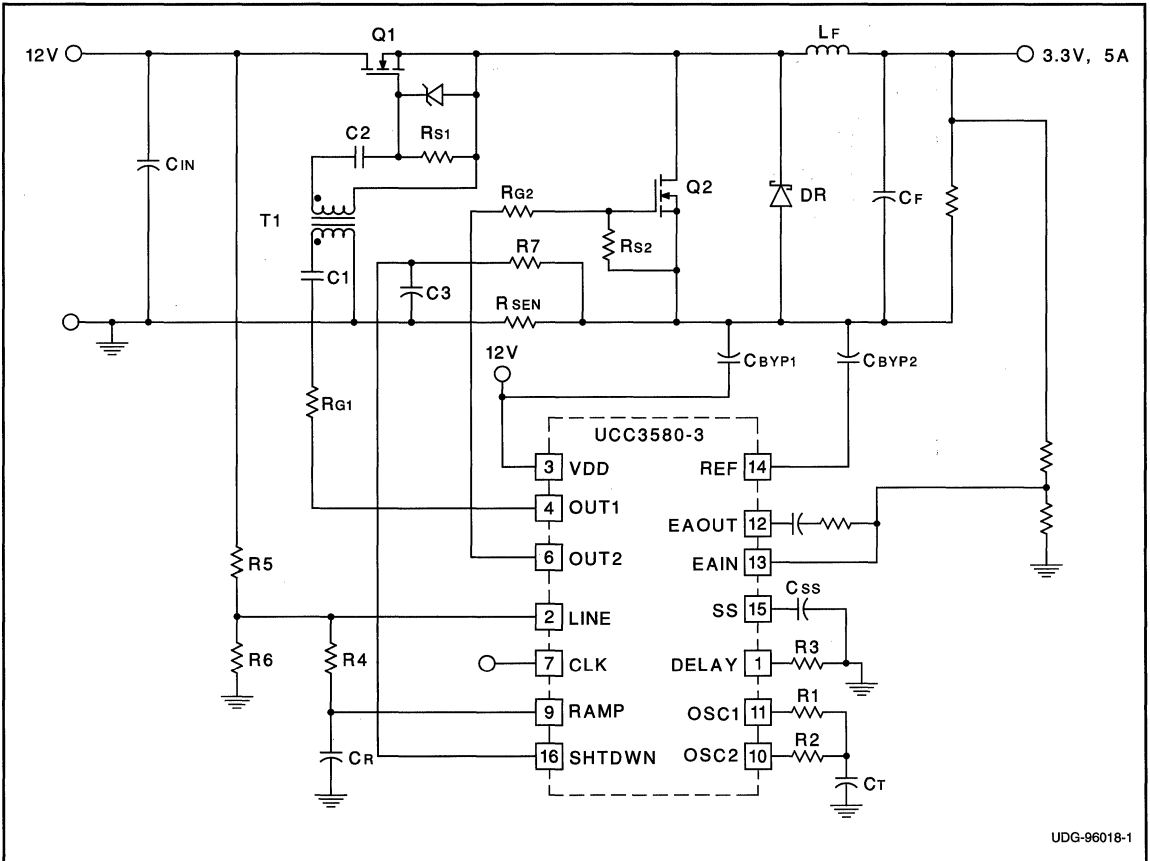 Q1
LF
12V
3.3V, 5A
C2
RS1
CIN
RG2
Q2
DR
CF
T1
R7
RS2
C1
C3
RSEN
12V
CBYP1
CBYP2
RG1
UCC3580-3
3 VDD
REF 14
4 OUT1
EAOUT 12
R5
6 OUT2
EAIN 13
CSS
2 LINE
SS 15
R6
R4
7 CLK
DELAY 1
R3
9 RAMP
OSC1 11
R1
CR
16 SHTDWN
OSC2 10
R2
CT
UDG-96018-1